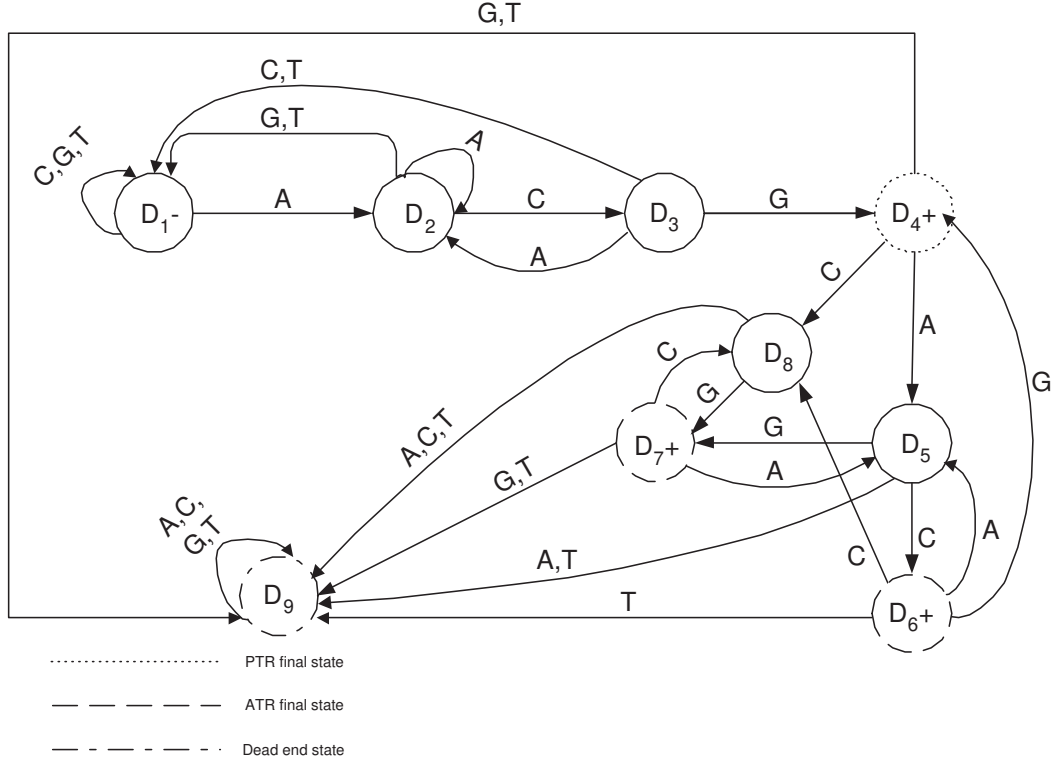 G,T
C,T
G,T
A
C,G,T
D1-
A
D2
C
D3
G
D4+
A
C
A
D8
C
G
G
A,C,T
D7+
G
D5
A
G,T
A,C,
G,T
A,T
C
C
A
D9
T
D6+
PTR final state
ATR final state
Dead end state